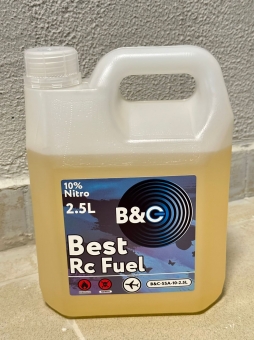 10%
Nitro
2.5L
B&C
Best
Rc Fuel
B&C-SSA-10-2.5L